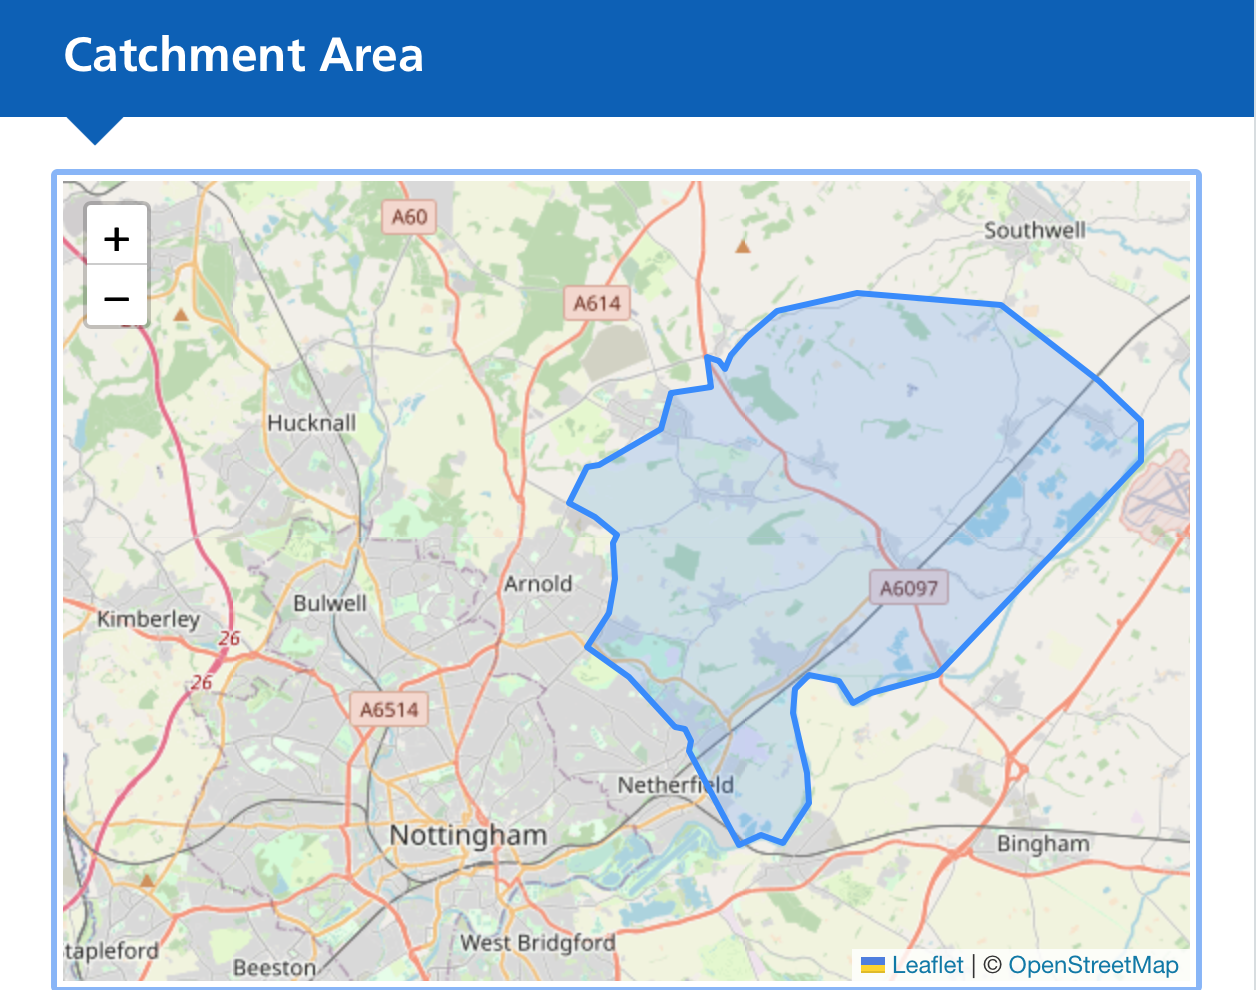 Catchment Area
+
−
A60
Southwell
A614
Hucknall
Arnold
A6097
Bulwell
Kimberley
26
26
A6514
Netherfield
Nottingham
Bingham
West Bridgford
tapleford
Beeston
Leaflet | © OpenStreetMap